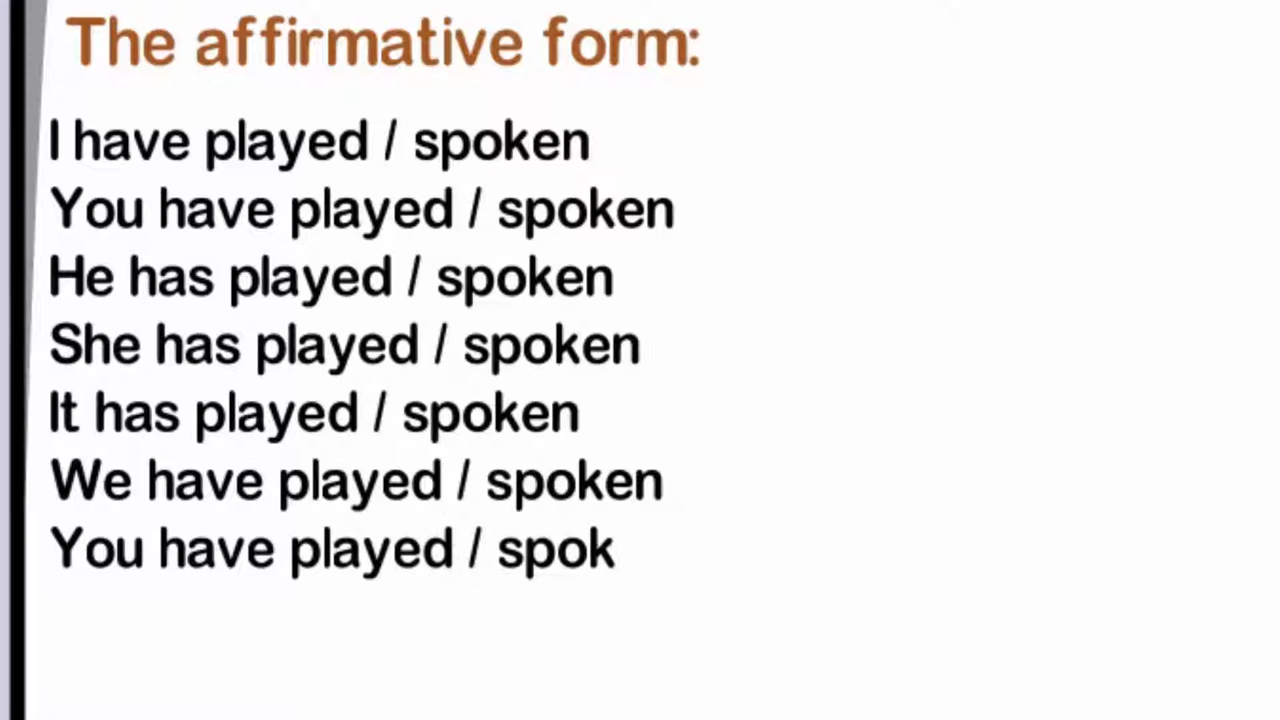 The affirmative form:
I have played / spoken
You have played / spoken
He has played / spoken
She has played / spoken
It has played / spoken
We have played / spoken
You have played / spok